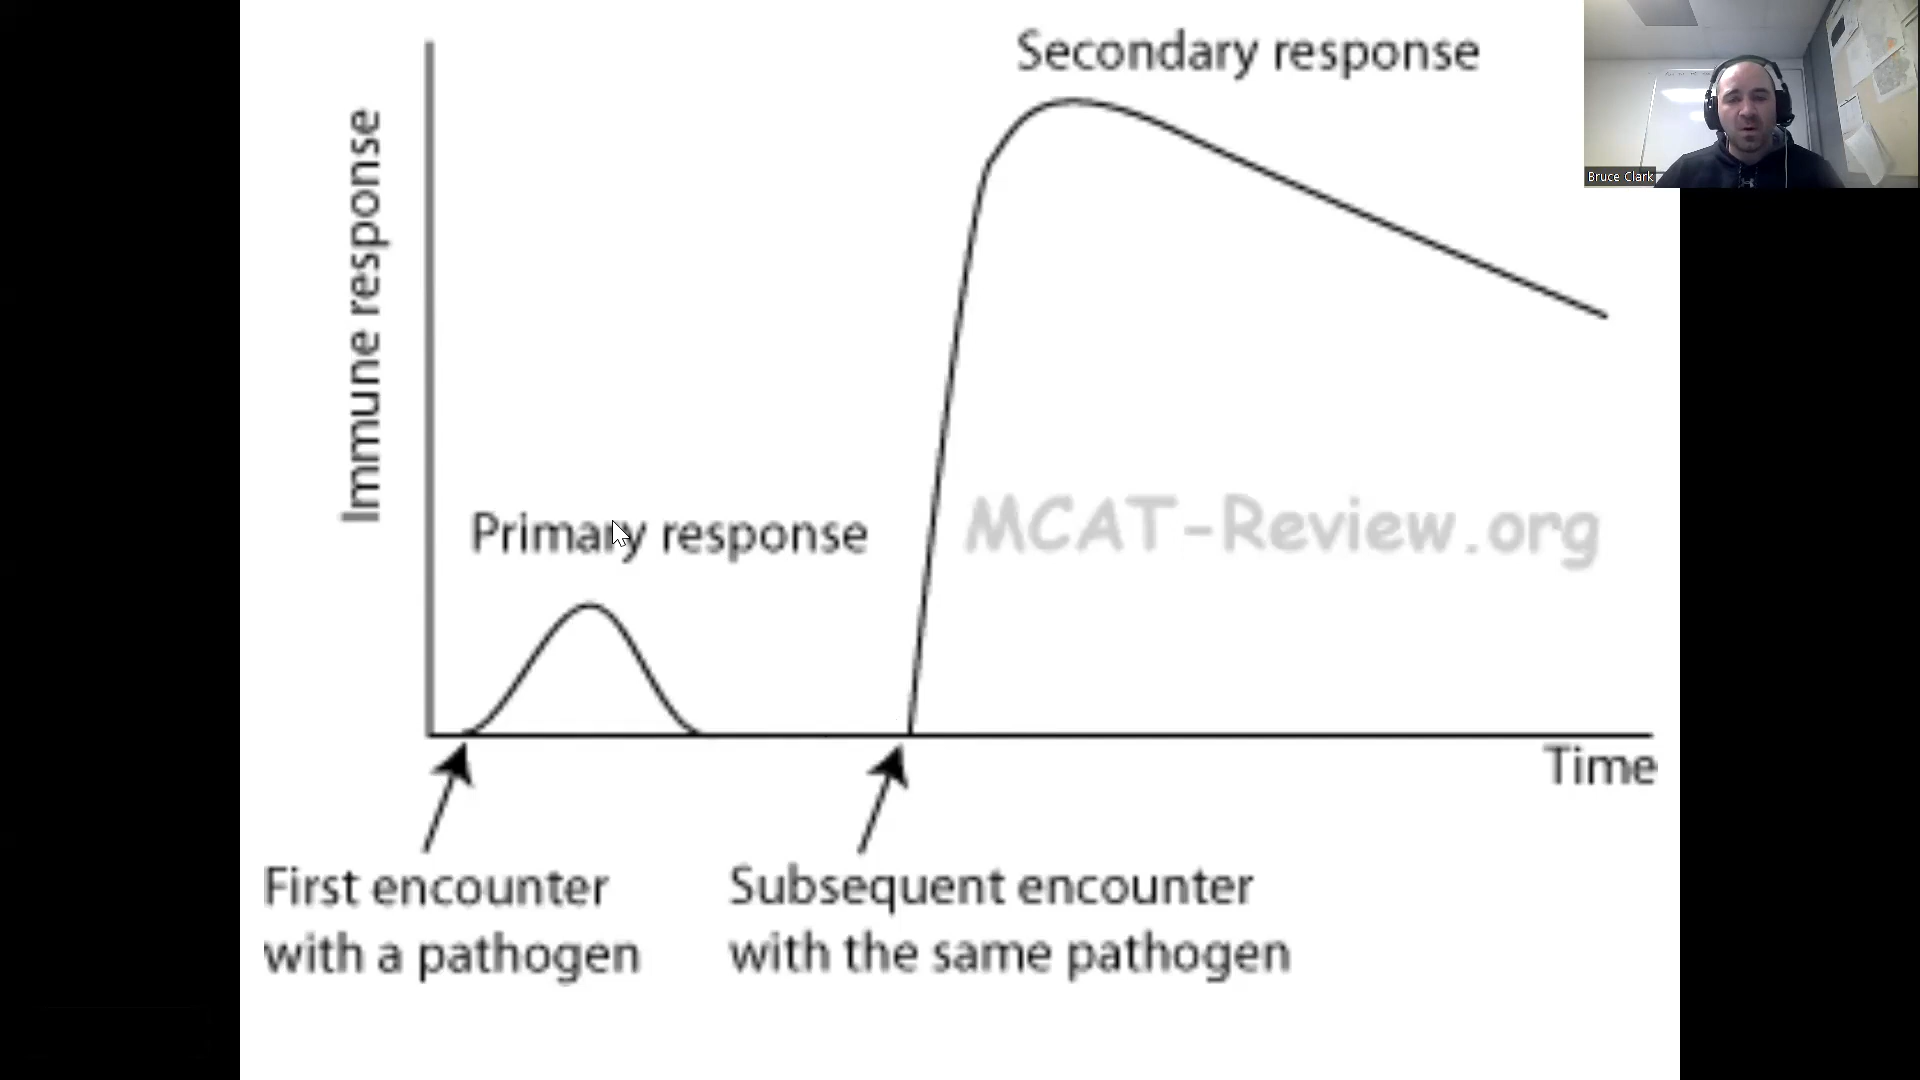 Secondary response
Bruce Clark
Immune response
Primary response
MCAT-Review.org
Time
First encounter
with a pathogen
Subsequent encounter
with the same pathogen